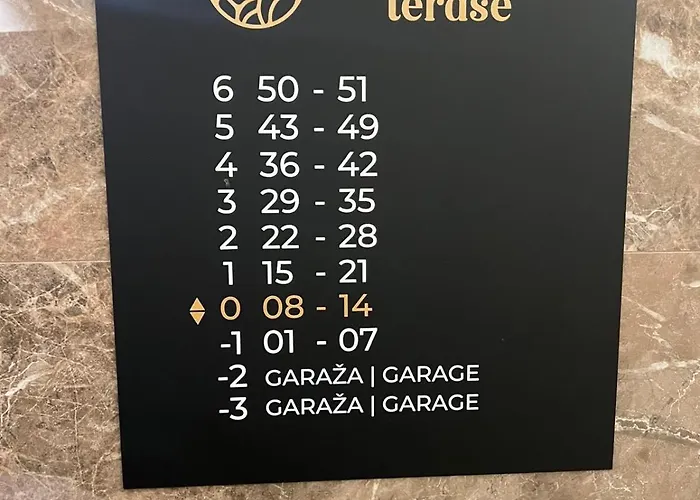 terase
6 50 - 51
5 43 - 49
4 36 - 42
3 29 - 35
2 22 - 28
1 15 - 21
0 08 - 14
-1 01 - 07
-2 GARAŽA | GARAGE
-3 GARAŽA | GARAGE